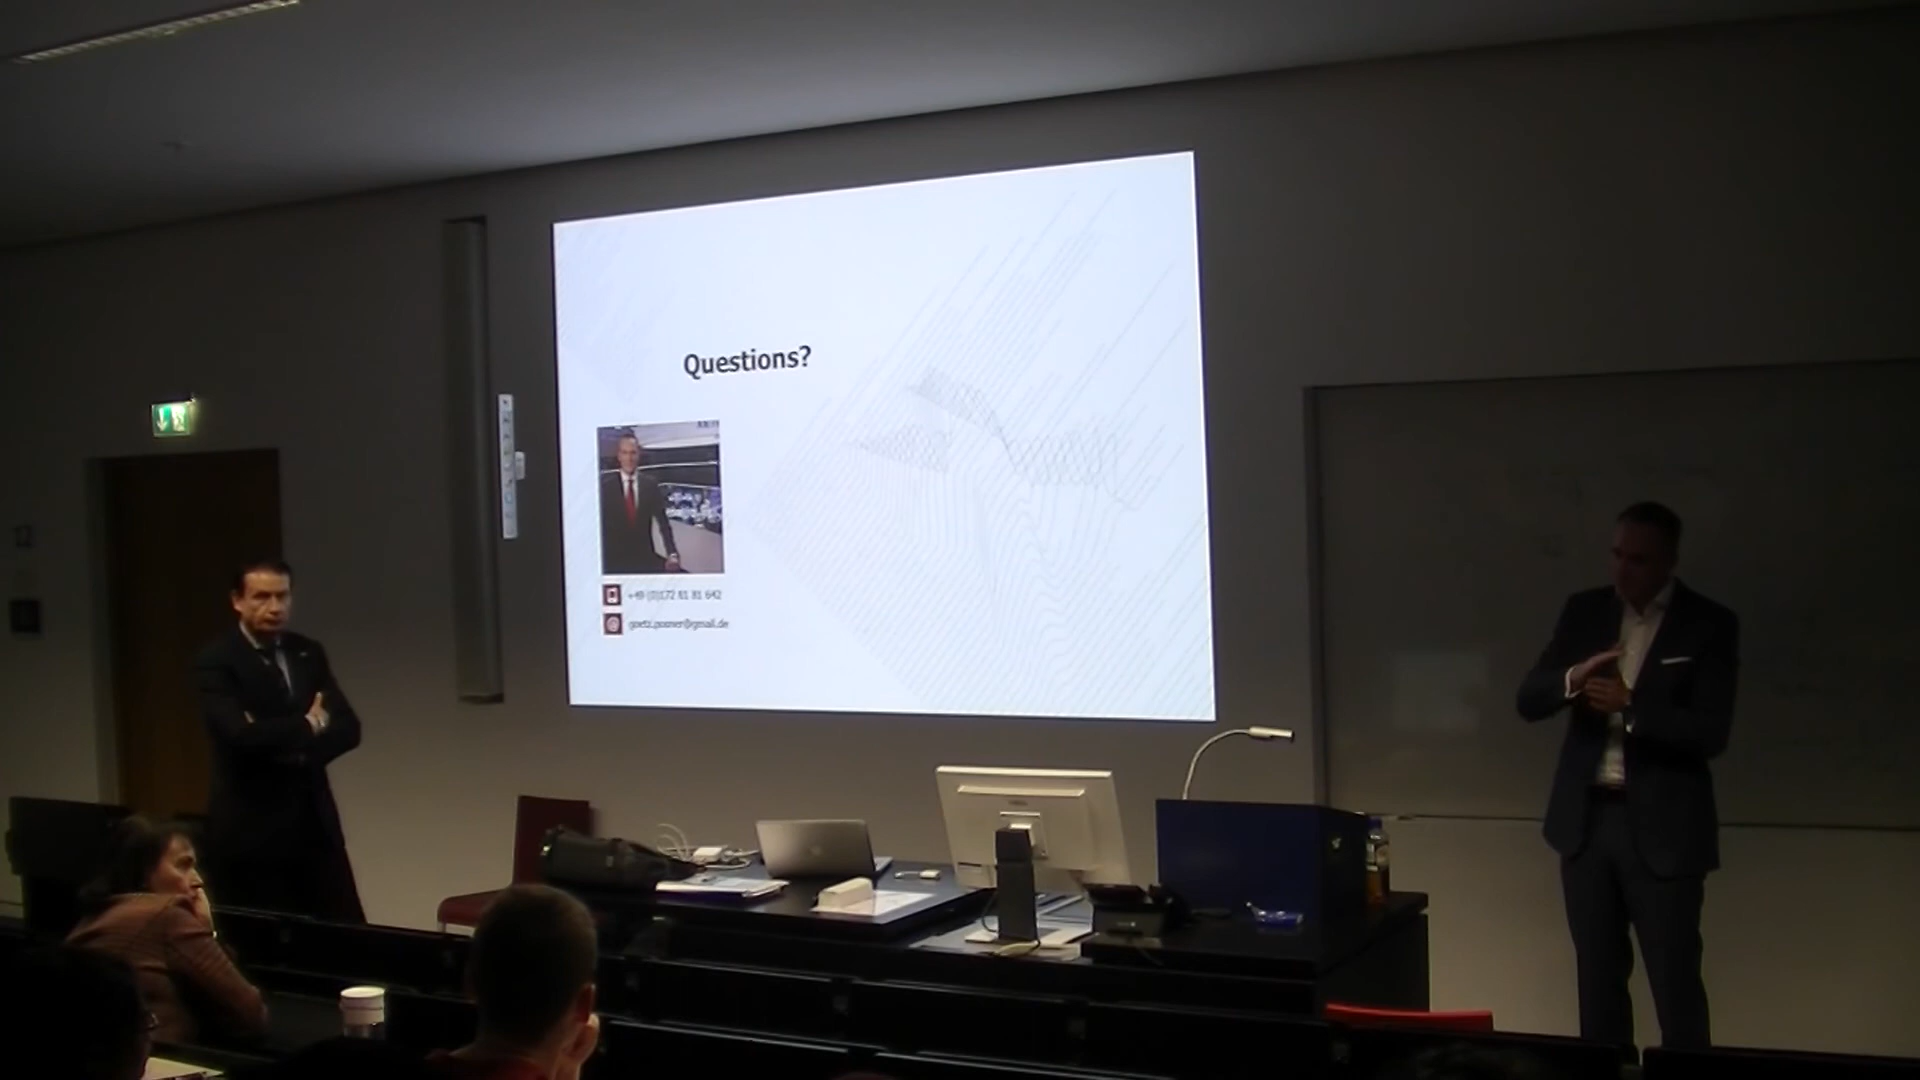 Questions?
+49 (0)172 81 81 642
goetz.posner@gmail.de